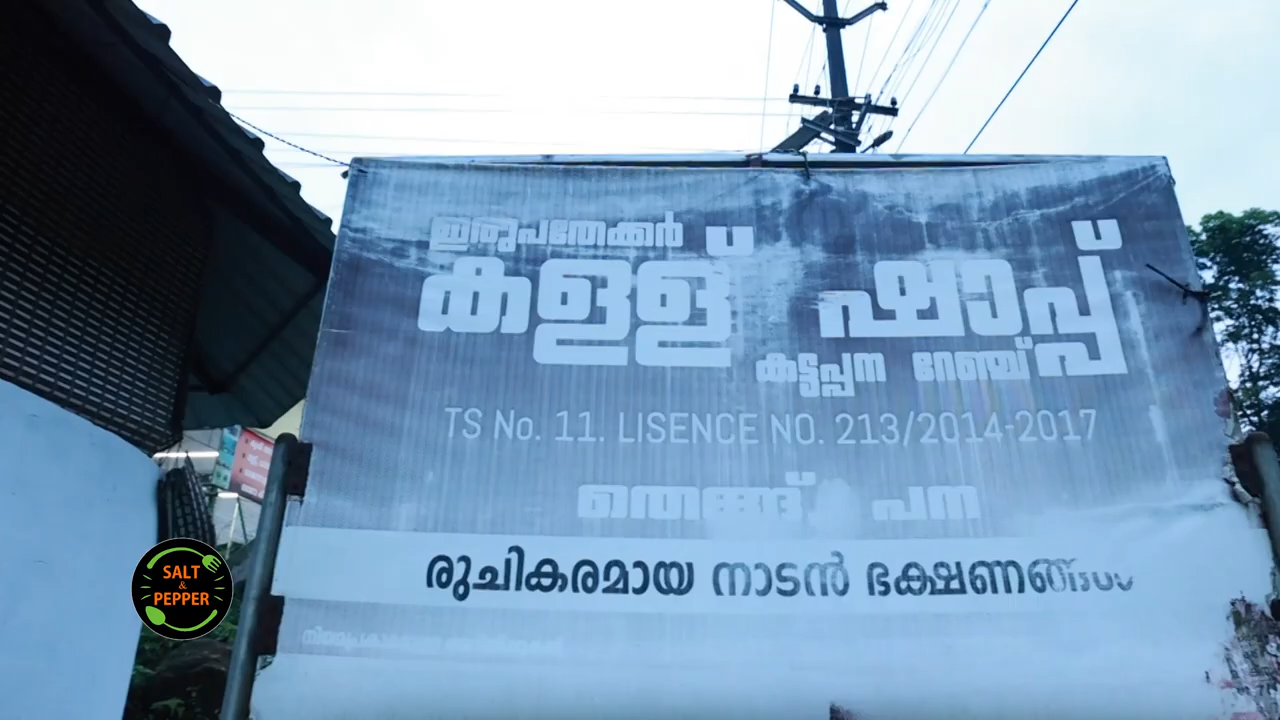 ഇരുപതേക്കർ
കള്ള് ഷാപ്പ്
കട്ടപ്പന റേഞ്ച്
TS No. 11. LISENCE NO. 213/2014-2017
തെങ്ങ് പന
രുചികരമായ നാടൻ ഭക്ഷണങ്ങൾ
SALT
&
PEPPER